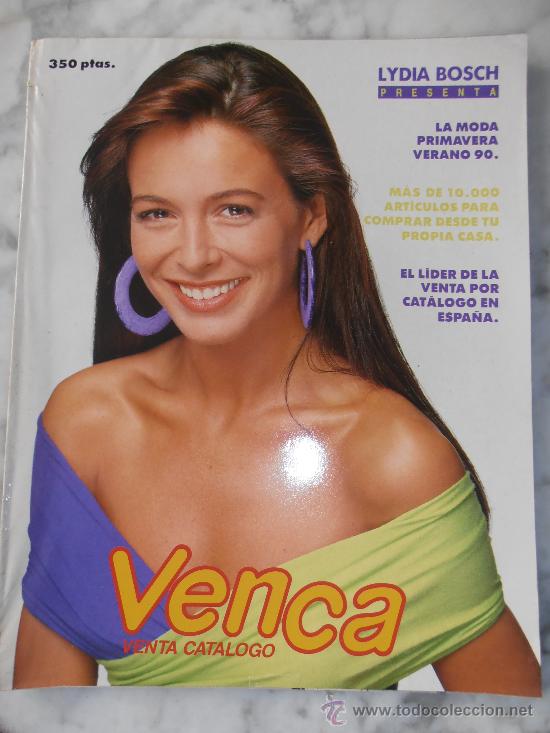 350 ptas.
LYDIA BOSCH
PRESENTA
LA MODA
PRIMAVERA
VERANO 90.
MÁS DE 10.000
ARTÍCULOS PARA
COMPRAR DESDE TU
PROPIA CASA.
EL LÍDER DE LA
VENTA POR
CATÁLOGO EN
ESPAÑA.
Venca
VENTA CATALOGO
todocoleccion
www.todocoleccion.net